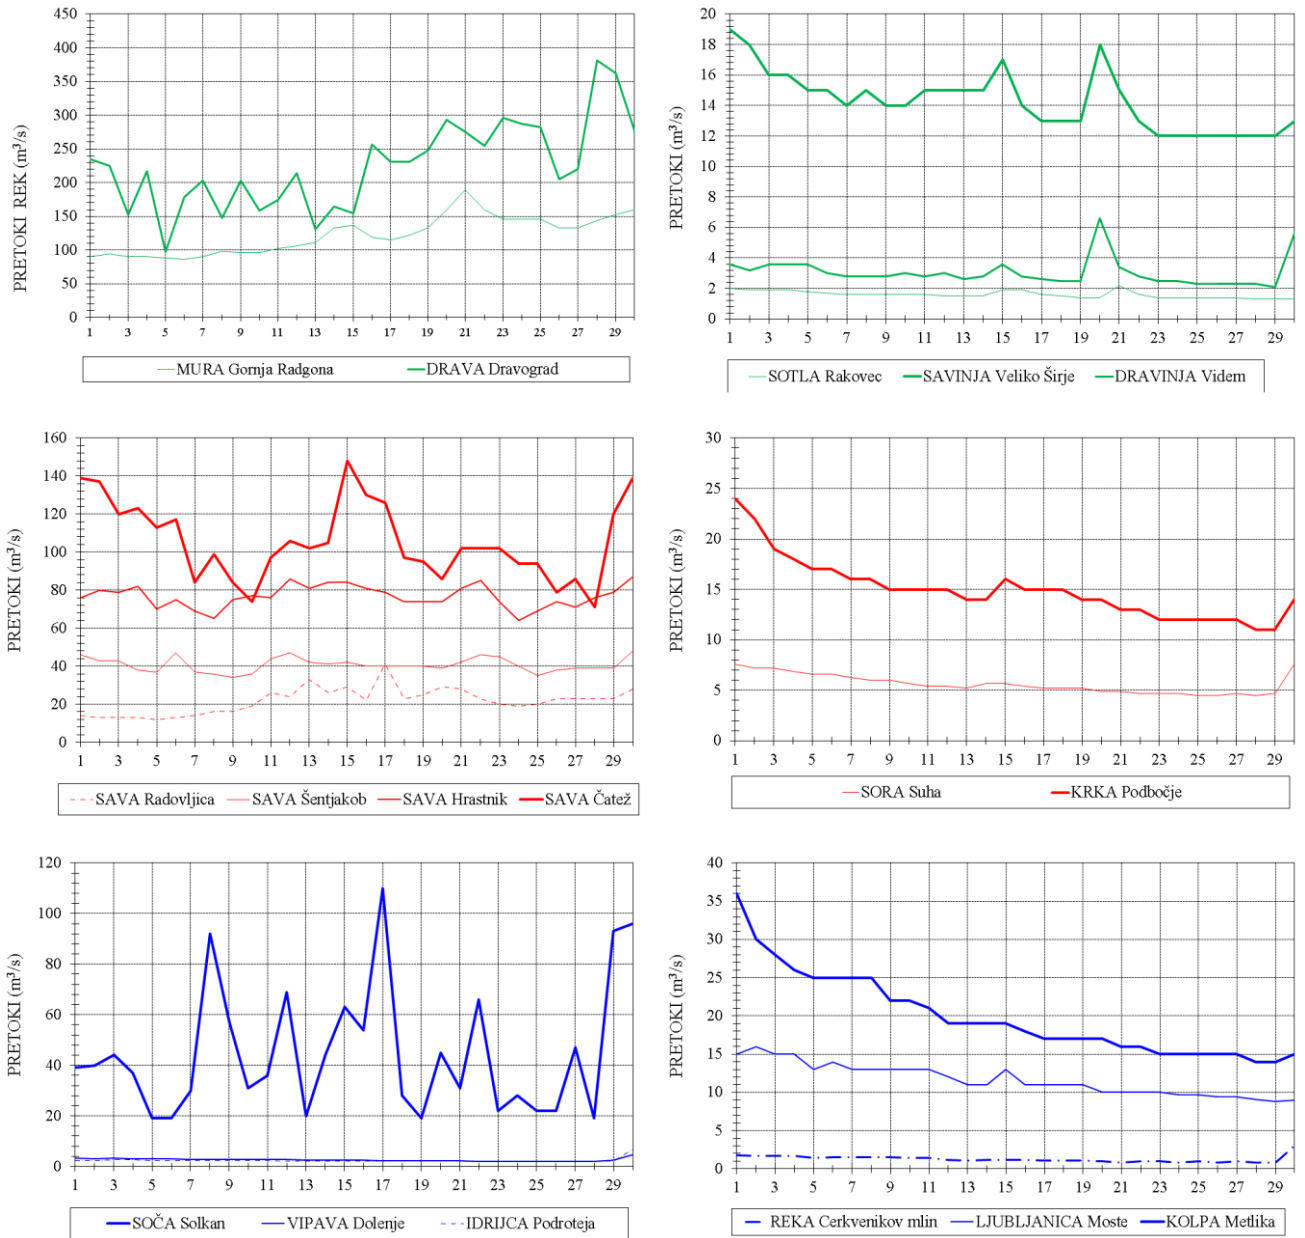 PRETOKI REK (m³/s)
450
400
350
300
250
200
150
100
50
0
1 3 5 7 9 11 13 15 17 19 21 23 25 27 29
MURA Gornja Radgona DRAVA Dravograd
PRETOKI (m³/s)
20
18
16
14
12
10
8
6
4
2
0
1 3 5 7 9 11 13 15 17 19 21 23 25 27 29
SOTLA Rakovec SAVINJA Veliko Širje DRAVINJA Videm
PRETOKI (m³/s)
160
140
120
100
80
60
40
20
0
1 3 5 7 9 11 13 15 17 19 21 23 25 27 29
SAVA Radovljica SAVA Šentjakob SAVA Hrastnik SAVA Čatež
PRETOKI (m³/s)
30
25
20
15
10
5
0
1 3 5 7 9 11 13 15 17 19 21 23 25 27 29
SORA Suha KRKA Podbočje
PRETOKI (m³/s)
120
100
80
60
40
20
0
1 3 5 7 9 11 13 15 17 19 21 23 25 27 29
SOČA Solkan VIPAVA Dolenje IDRIJCA Podroteja
PRETOKI (m³/s)
40
35
30
25
20
15
10
5
0
1 3 5 7 9 11 13 15 17 19 21 23 25 27 29
REKA Cerkvenikov mlin LJUBLJANICA Moste KOLPA Metlika